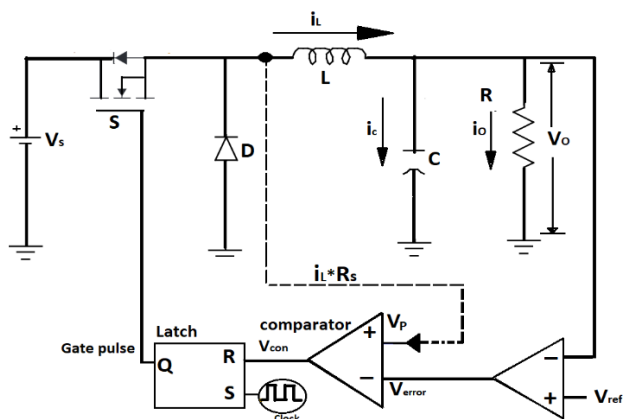 iL
L
S
Vs
+
D
ic
C
R
io
Vo
iL*Rs
Latch
comparator
VP
+
Gate pulse
Q
R
Vcon
−
Verror
−
S
Clock
+
Vref